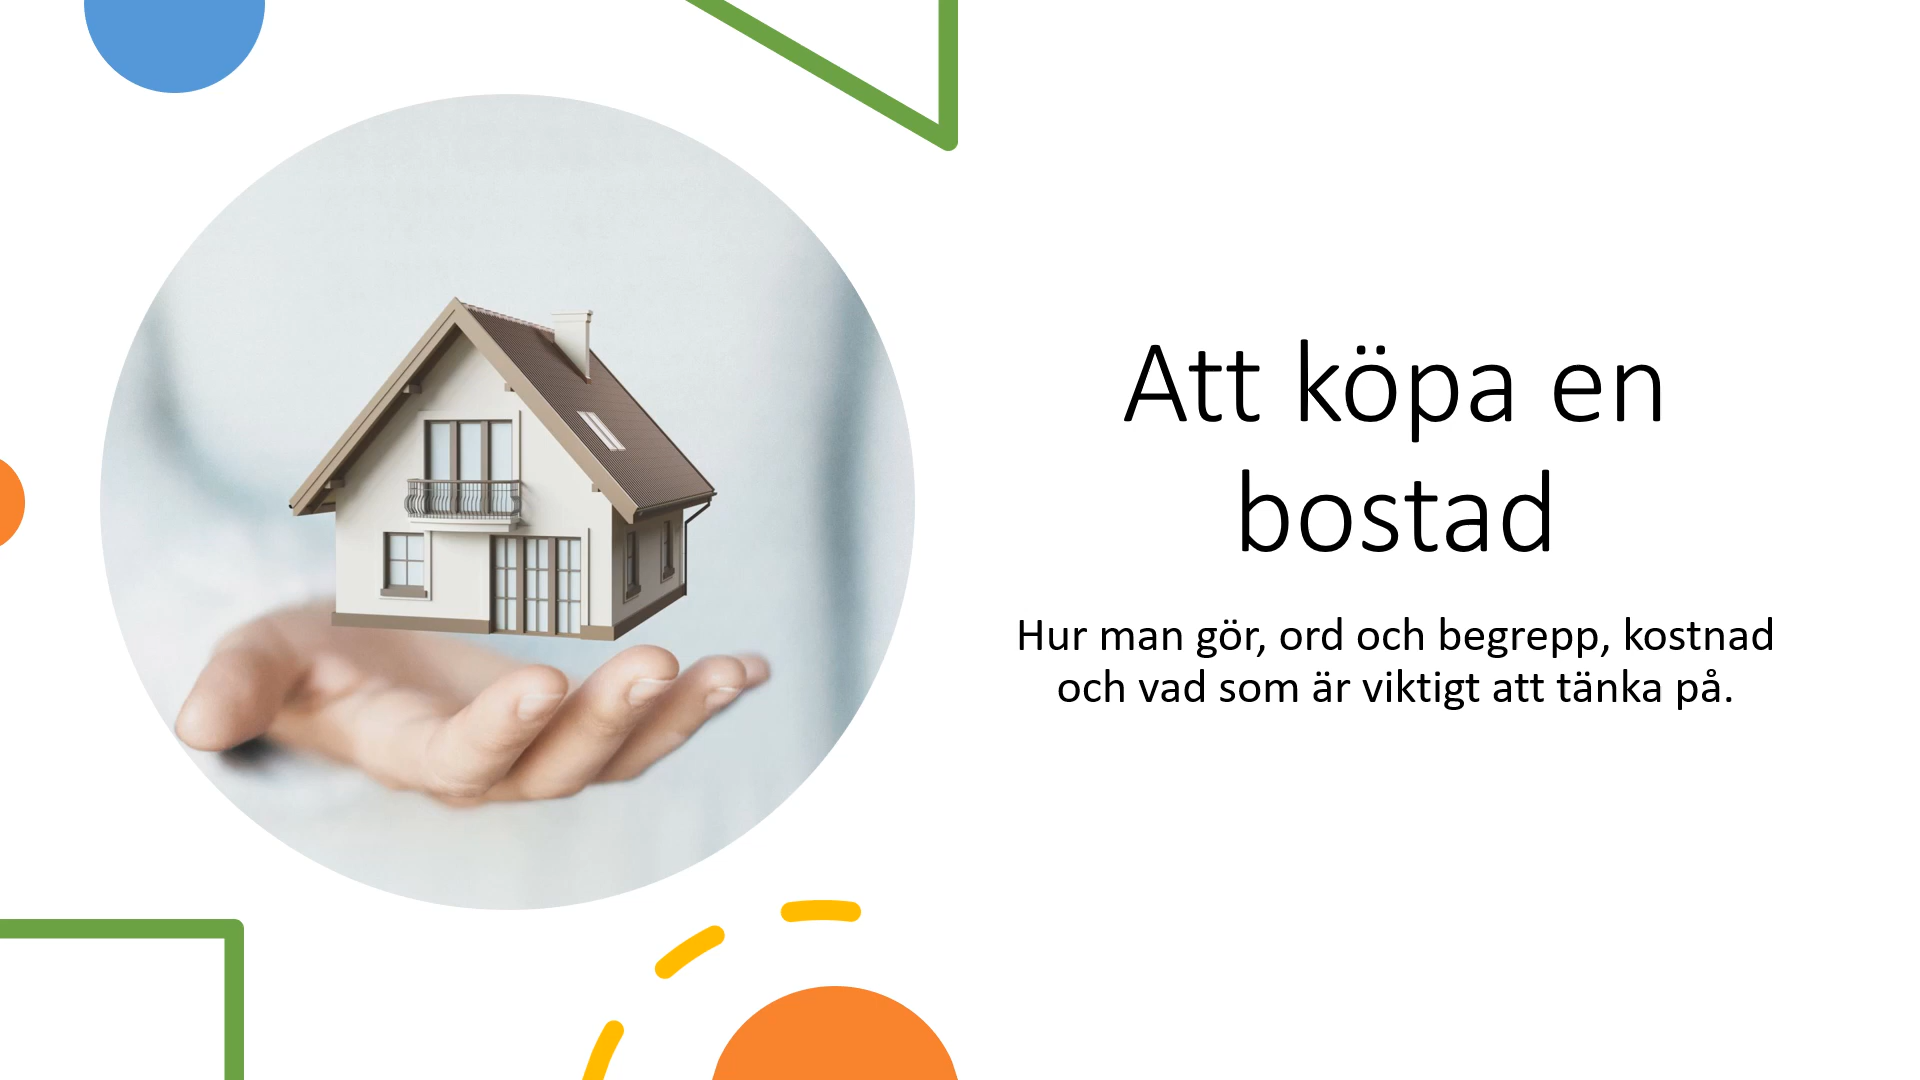 Att köpa en
bostad
Hur man gör, ord och begrepp, kostnad
och vad som är viktigt att tänka på.